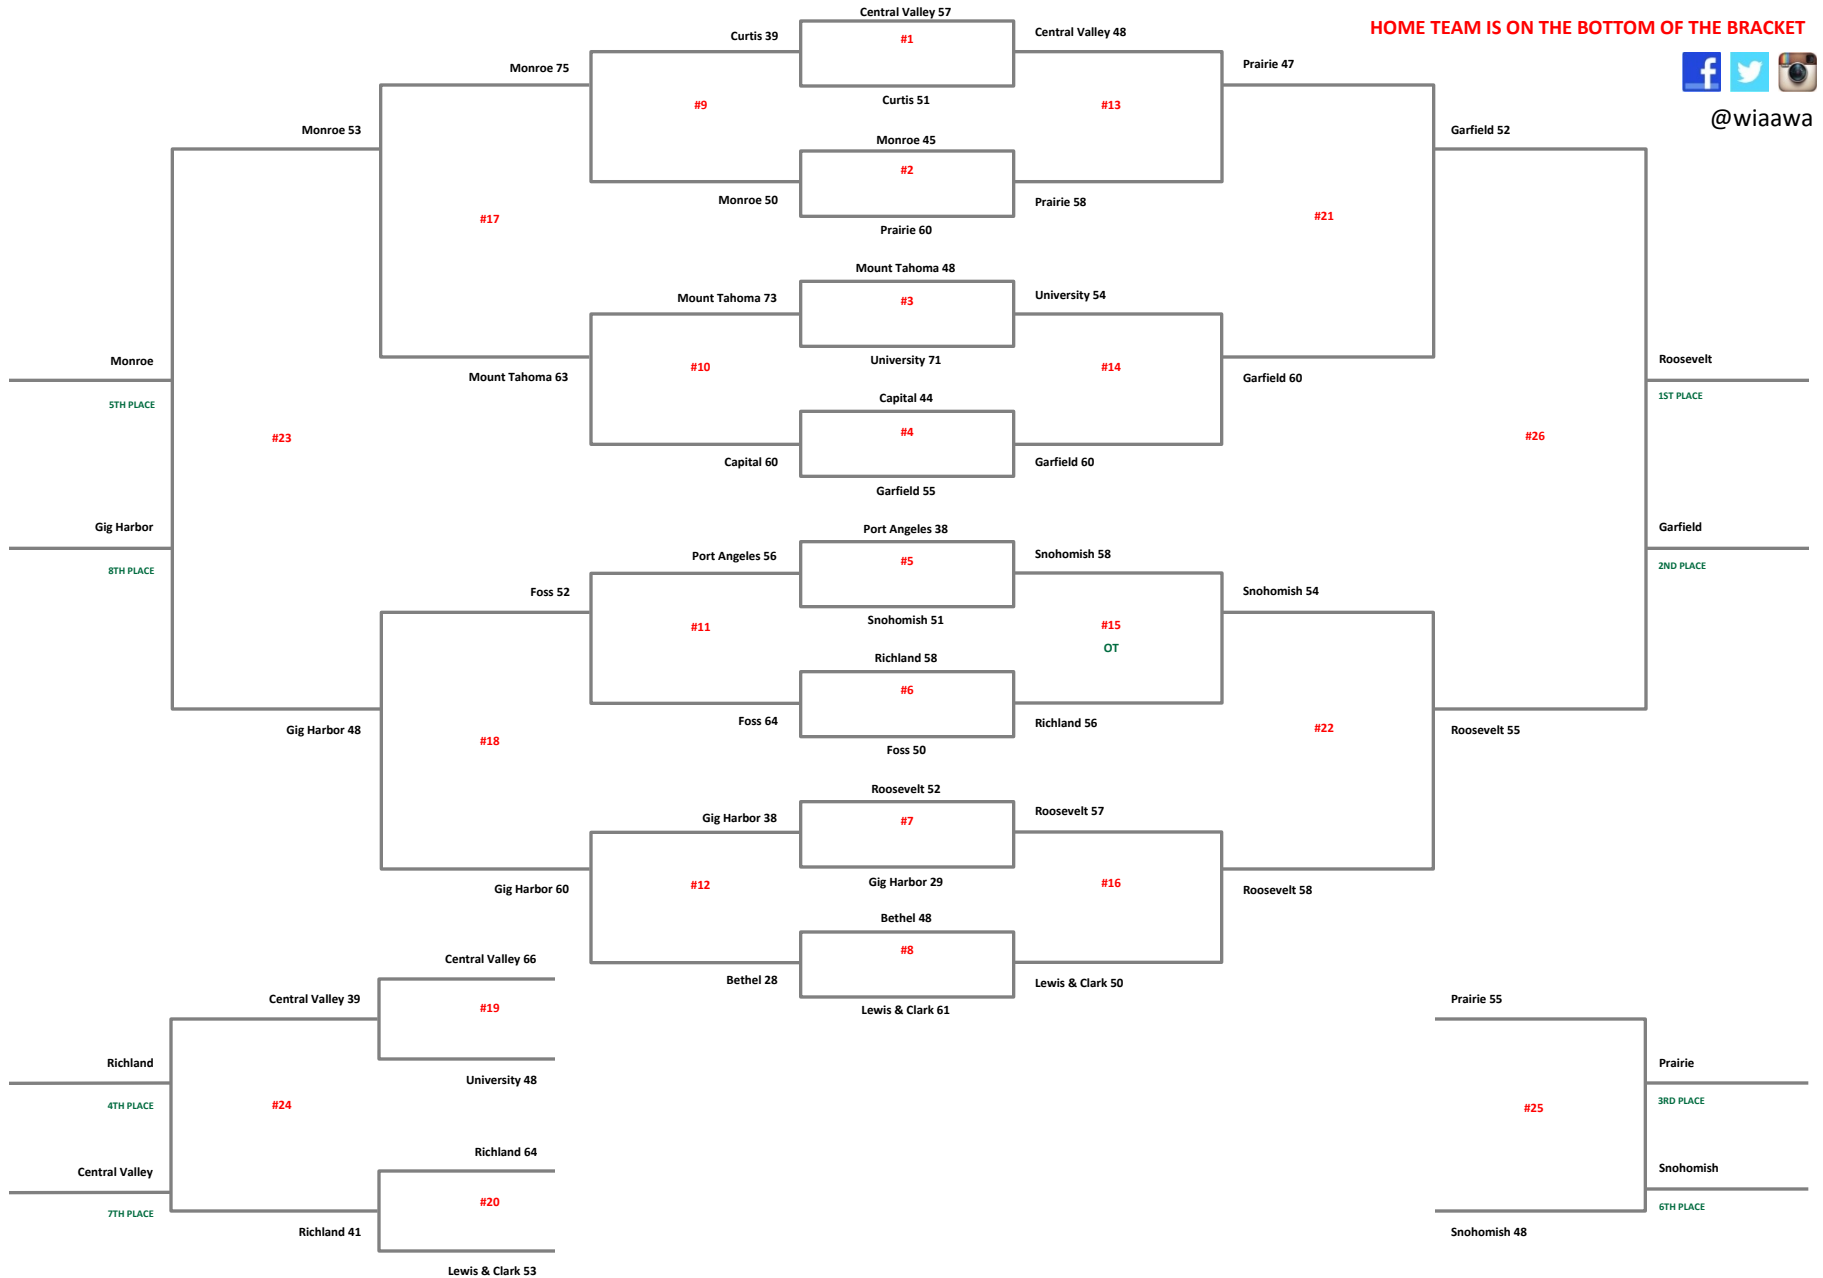 Central Valley 57
HOME TEAM IS ON THE BOTTOM OF THE BRACKET
Curtis 39
#1
Central Valley 48
Monroe 75
Prairie 47
#9
Curtis 51
#13
@wiaawa
Monroe 53
Monroe 45
Garfield 52
#2
Monroe 50
Prairie 58
#17
#21
Prairie 60
Mount Tahoma 48
Mount Tahoma 73
#3
University 54
Monroe
University 71
Roosevelt
#10
#14
Mount Tahoma 63
Garfield 60
5TH PLACE
Capital 44
1ST PLACE
#23
#4
#26
Capital 60
Garfield 60
Garfield 55
Gig Harbor
Port Angeles 38
Garfield
Port Angeles 56
#5
Snohomish 58
8TH PLACE
2ND PLACE
Foss 52
Snohomish 54
#11
Snohomish 51
#15
OT
Richland 58
#6
Foss 64
Richland 56
Gig Harbor 48
#18
#22
Roosevelt 55
Foss 50
Roosevelt 52
Gig Harbor 38
#7
Roosevelt 57
Gig Harbor 60
#12
Gig Harbor 29
#16
Roosevelt 58
Bethel 48
Central Valley 66
#8
Bethel 28
Lewis & Clark 50
Central Valley 39
#19
Lewis & Clark 61
Prairie 55
Richland
Prairie
University 48
4TH PLACE
#24
#25
3RD PLACE
Richland 64
Central Valley
Snohomish
#20
7TH PLACE
6TH PLACE
Richland 41
Snohomish 48
Lewis & Clark 53